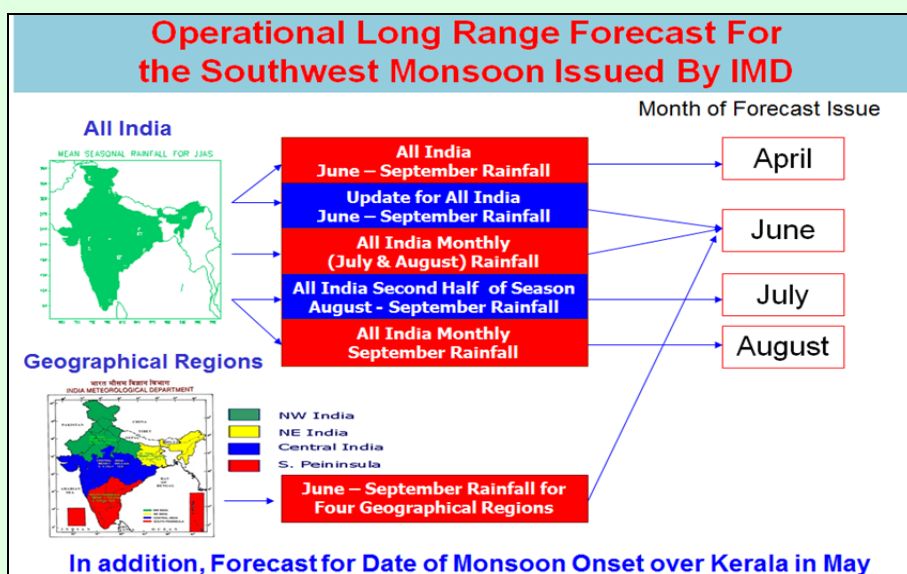 Operational Long Range Forecast For
the Southwest Monsoon Issued By IMD
Month of Forecast Issue
All India
MEAN SEASONAL RAINFALL FOR JJAS
All India
June – September Rainfall
April
Update for All India
June – September Rainfall
All India Monthly
(July & August) Rainfall
June
All India Second Half of Season
August - September Rainfall
July
All India Monthly
September Rainfall
August
Geographical Regions
भारत मौसम विज्ञान विभाग
INDIA METEOROLOGICAL DEPARTMENT
NW India
NE India
Central India
S. Peininsula
June – September Rainfall for
Four Geographical Regions
In addition, Forecast for Date of Monsoon Onset over Kerala in May